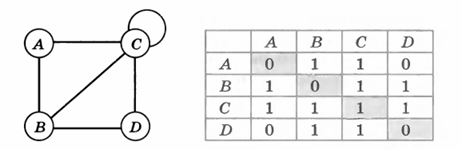 A C
B D
A B C D
A 0 1 1 0
B 1 0 1 1
C 1 1 1 1
D 0 1 1 0